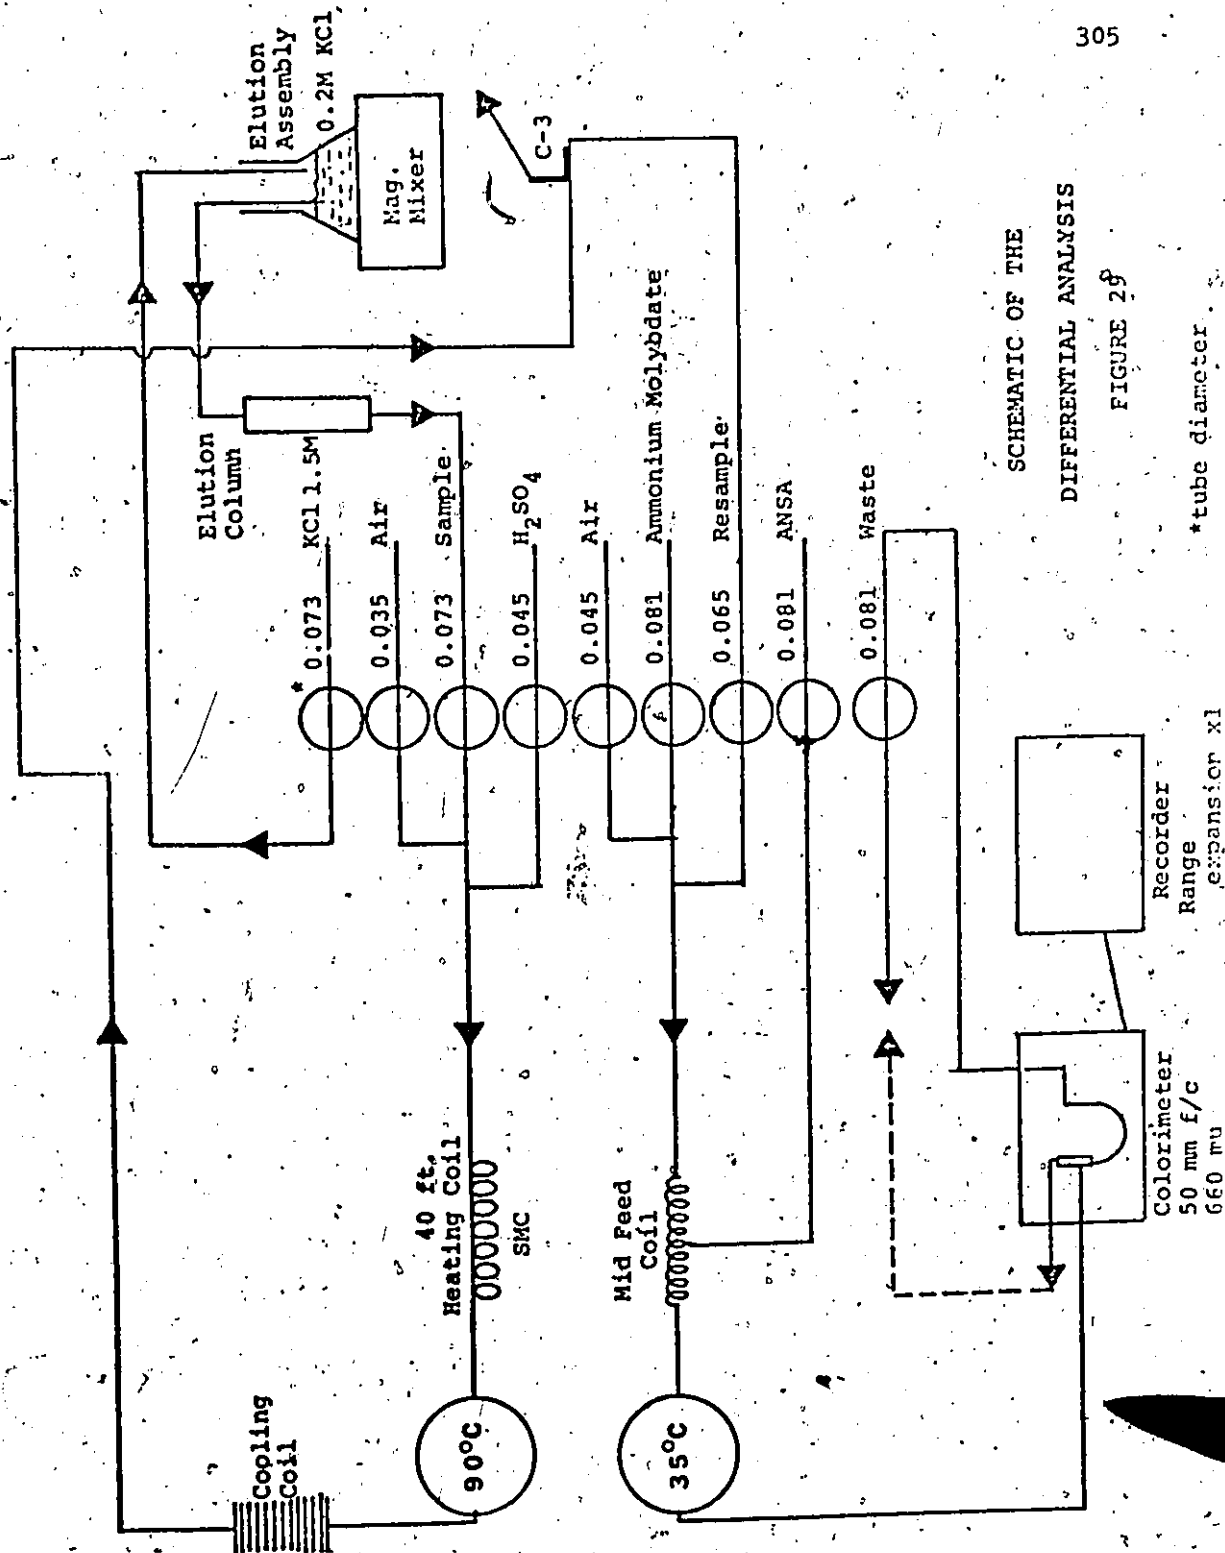 305
Elution
Assembly
0.2M KCl
Mag.
Mixer
C-3
Elution
Column
* 0.073 KCl 1.5M
0.035 Air
0.073 Sample
0.045 H₂SO₄
0.045 Air
0.081 Ammonium Molybdate
0.065 Resample
0.081 ANSA
0.081 Waste
40 ft.
Heating Coil
SMC
Mid Feed
Coil
Cooling
Coil
90°C
35°C
Colorimeter
50 mm f/c
660 mu
Recorder
Range
expansion x1
SCHEMATIC OF THE
DIFFERENTIAL ANALYSIS
FIGURE 29
*tube diameter